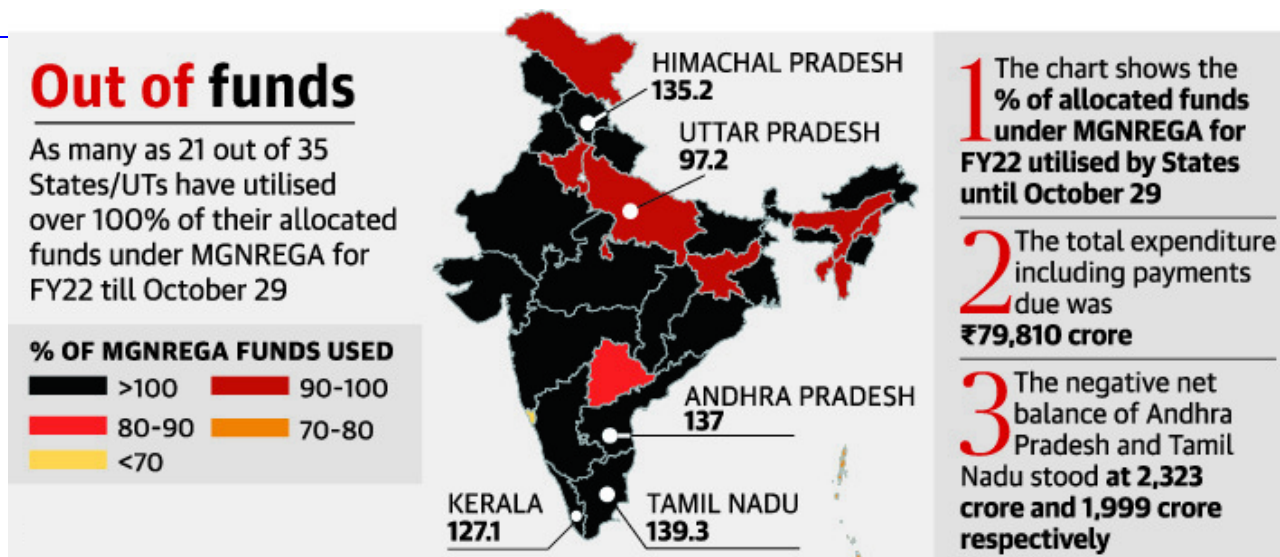 Out of funds
As many as 21 out of 35
States/UTs have utilised
over 100% of their allocated
funds under MGNREGA for
FY22 till October 29
% OF MGNREGA FUNDS USED
>100
90-100
80-90
70-80
<70
HIMACHAL PRADESH
135.2
UTTAR PRADESH
97.2
ANDHRA PRADESH
137
KERALA
127.1
TAMIL NADU
139.3
1 The chart shows the
% of allocated funds
under MGNREGA for
FY22 utilised by States
until October 29
2 The total expenditure
including payments
due was
₹79,810 crore
3 The negative net
balance of Andhra
Pradesh and Tamil
Nadu stood at 2,323
crore and 1,999 crore
respectively